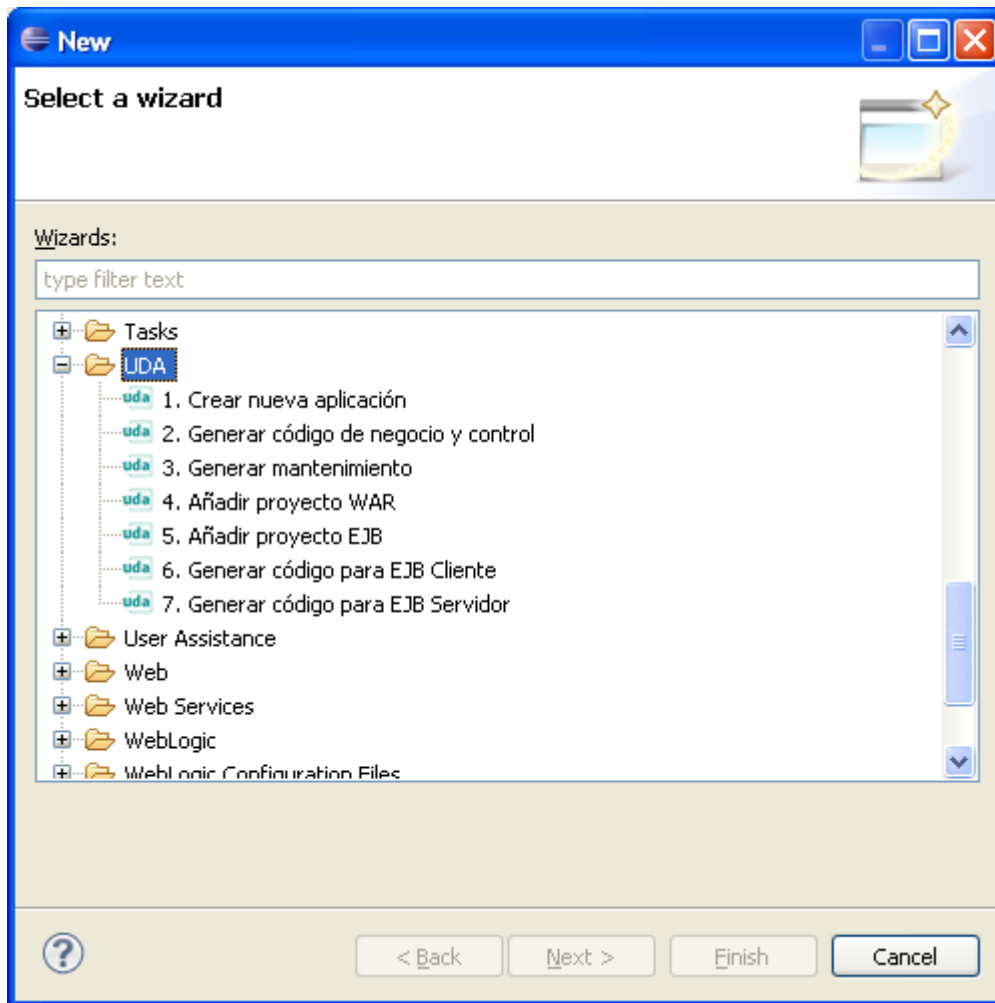 New
Select a wizard
Wizards:
type filter text
Tasks
UDA
uda 1. Crear nueva aplicación
uda 2. Generar código de negocio y control
uda 3. Generar mantenimiento
uda 4. Añadir proyecto WAR
uda 5. Añadir proyecto EJB
uda 6. Generar código para EJB Cliente
uda 7. Generar código para EJB Servidor
User Assistance
Web
Web Services
WebLogic
WebLogic Configuration Files
? < Back Next > Finish Cancel